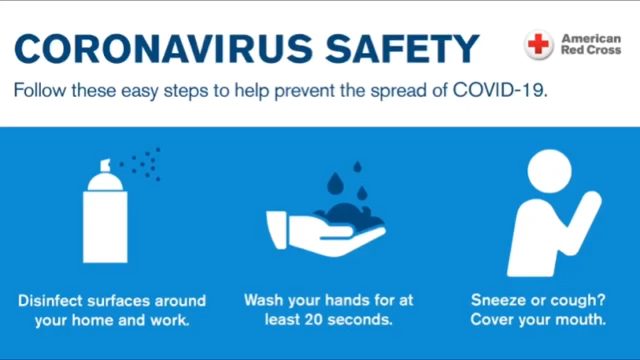 CORONAVIRUS SAFETY
American
Red Cross
Follow these easy steps to help prevent the spread of COVID-19.
Disinfect surfaces around
your home and work.
Wash your hands for at
least 20 seconds.
Sneeze or cough?
Cover your mouth.